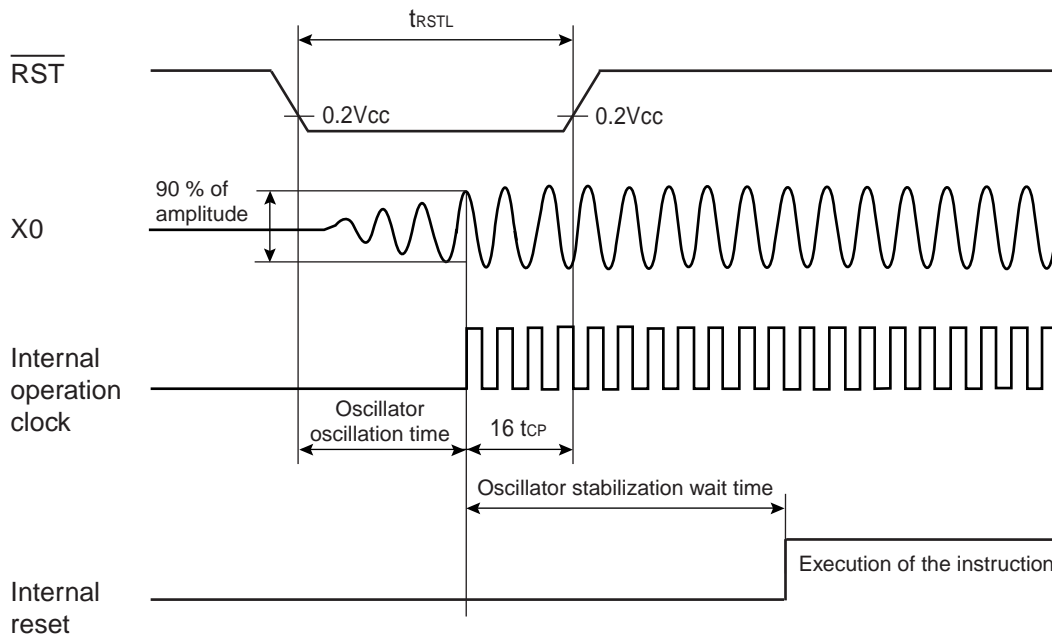 tRSTL
RST
0.2Vcc
0.2Vcc
90 % of
amplitude
X0
Internal
operation
clock
Oscillator
oscillation time
16 tCP
Oscillator stabilization wait time
Execution of the instruction
Internal
reset